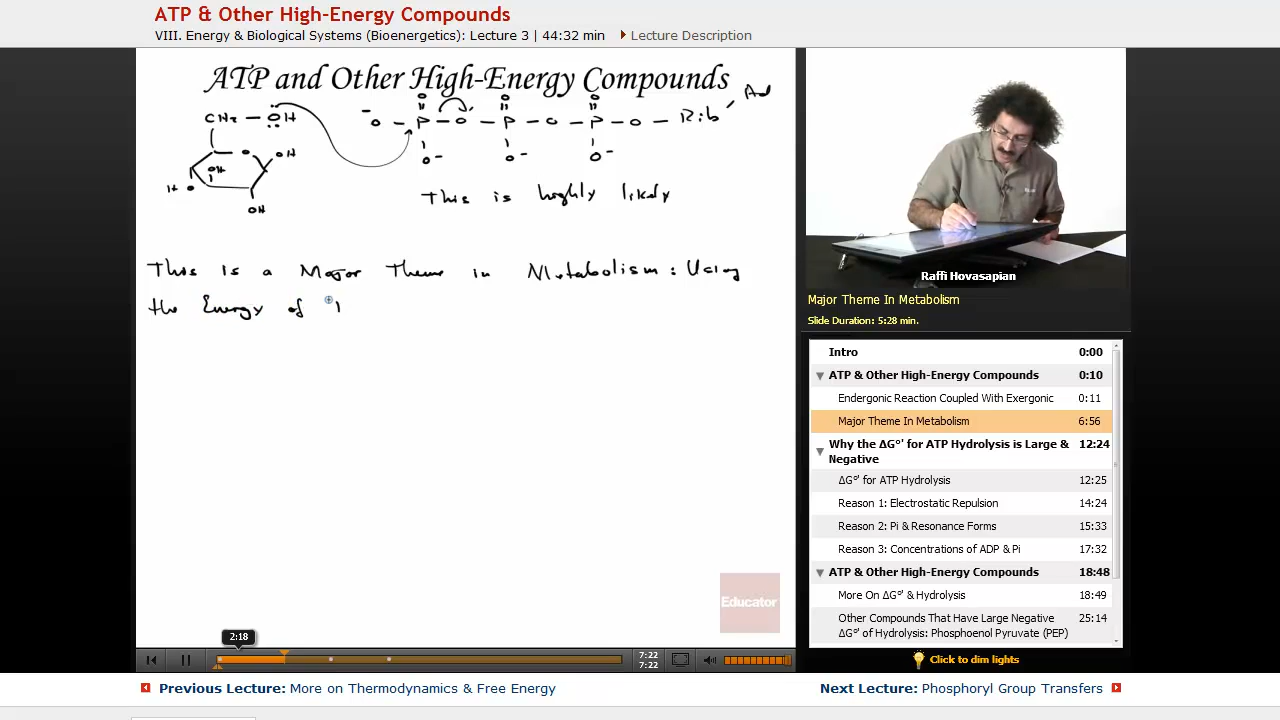 ATP & Other High-Energy Compounds
VIII. Energy & Biological Systems (Bioenergetics): Lecture 3 | 44:32 min Lecture Description
ATP and Other High-Energy Compounds
CH2 - OH
-O - P - O - P - O - P - O - Rib
O O O
O- O- O-
O OH
OH
HO
OH
This is highly likely
This is a Major Theme in Metabolism: Using
the Energy of
Raffi Hovasapian
Major Theme In Metabolism
Slide Duration: 5:28 min.
Intro 0:00
ATP & Other High-Energy Compounds 0:10
Endergonic Reaction Coupled With Exergonic 0:11
Major Theme In Metabolism 6:56
Why the ΔG°' for ATP Hydrolysis is Large & 12:24
Negative
ΔG°' for ATP Hydrolysis 12:25
Reason 1: Electrostatic Repulsion 14:24
Reason 2: Pi & Resonance Forms 15:33
Reason 3: Concentrations of ADP & Pi 17:32
ATP & Other High-Energy Compounds 18:48
More On ΔG°' & Hydrolysis 18:49
Other Compounds That Have Large Negative 25:14
ΔG°' of Hydrolysis: Phosphoenol Pyruvate (PEP)
Educator
2:18
7:22
7:22
Click to dim lights
Previous Lecture: More on Thermodynamics & Free Energy
Next Lecture: Phosphoryl Group Transfers